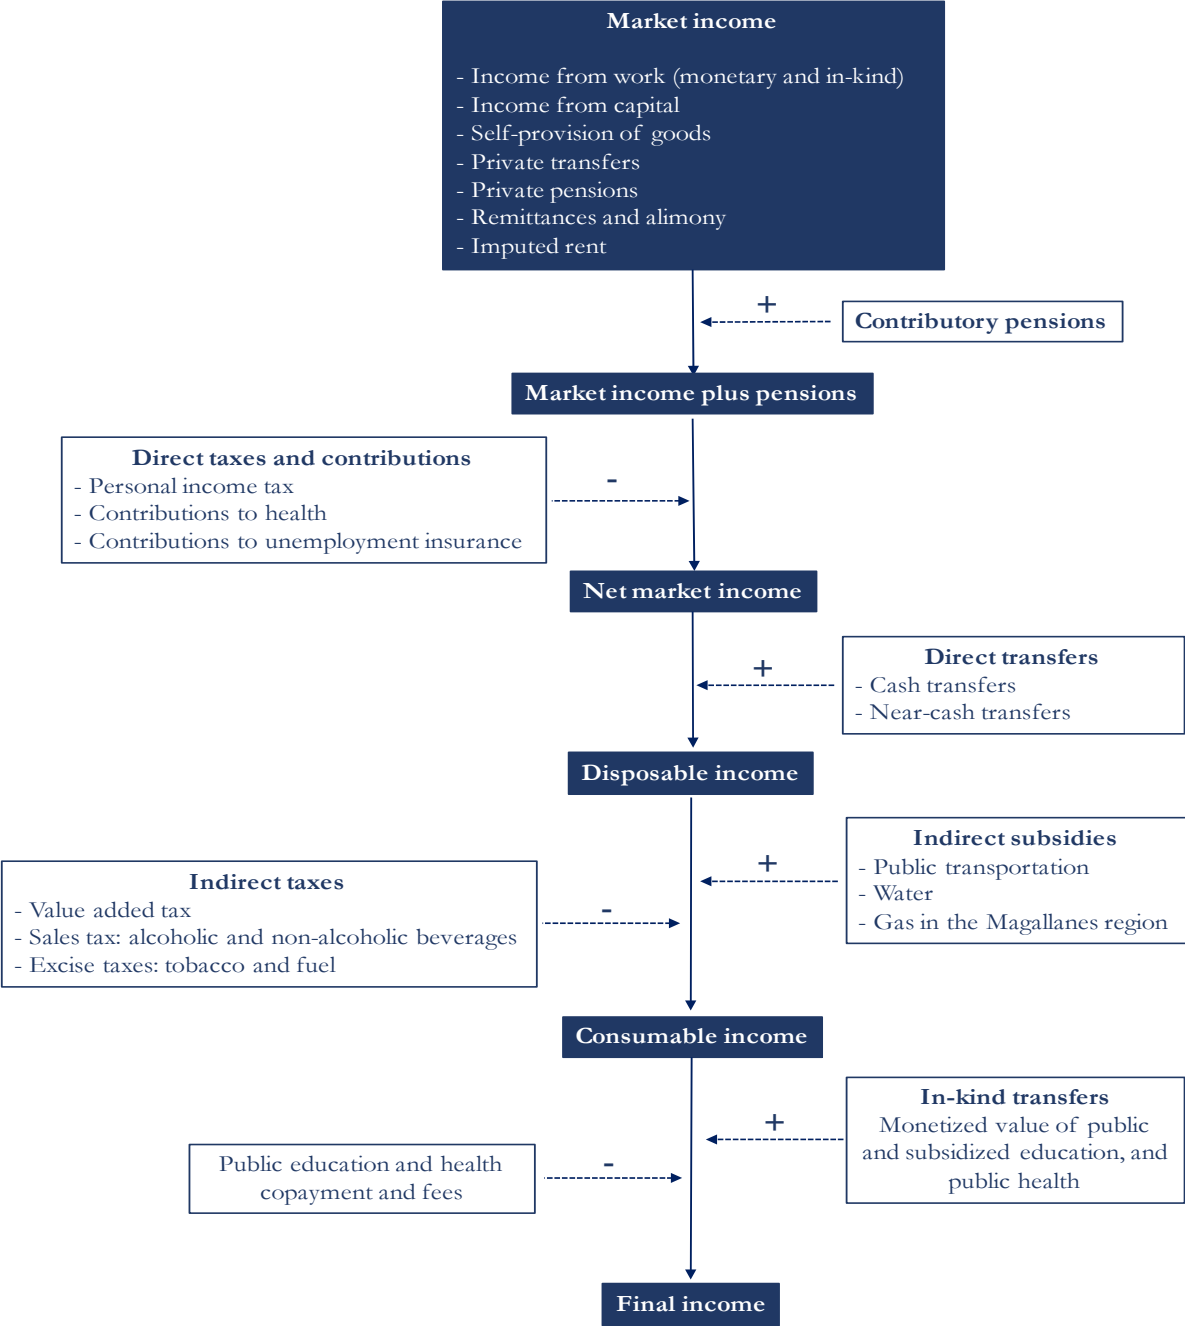 Market income
- Income from work (monetary and in-kind)
- Income from capital
- Self-provision of goods
- Private transfers
- Private pensions
- Remittances and alimony
- Imputed rent
+
Contributory pensions
Market income plus pensions
Direct taxes and contributions
- Personal income tax
- Contributions to health
- Contributions to unemployment insurance
-
Net market income
+
Direct transfers
- Cash transfers
- Near-cash transfers
Disposable income
+
Indirect subsidies
- Public transportation
- Water
- Gas in the Magallanes region
Indirect taxes
- Value added tax
- Sales tax: alcoholic and non-alcoholic beverages
- Excise taxes: tobacco and fuel
-
Consumable income
+
In-kind transfers
Monetized value of public
and subsidized education, and
public health
Public education and health
copayment and fees
-
Final income